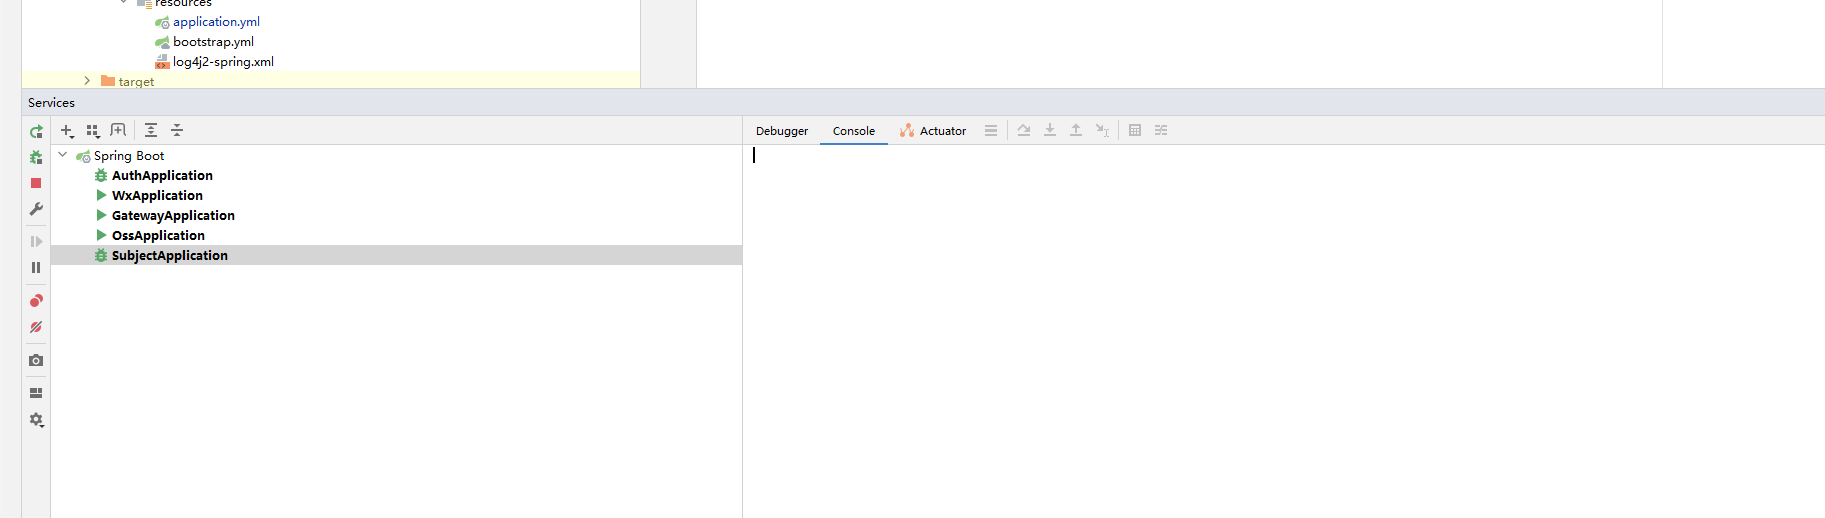 resources
application.yml
bootstrap.yml
log4j2-spring.xml
target
Services
Debugger Console Actuator
Spring Boot
AuthApplication
WxApplication
GatewayApplication
OssApplication
SubjectApplication